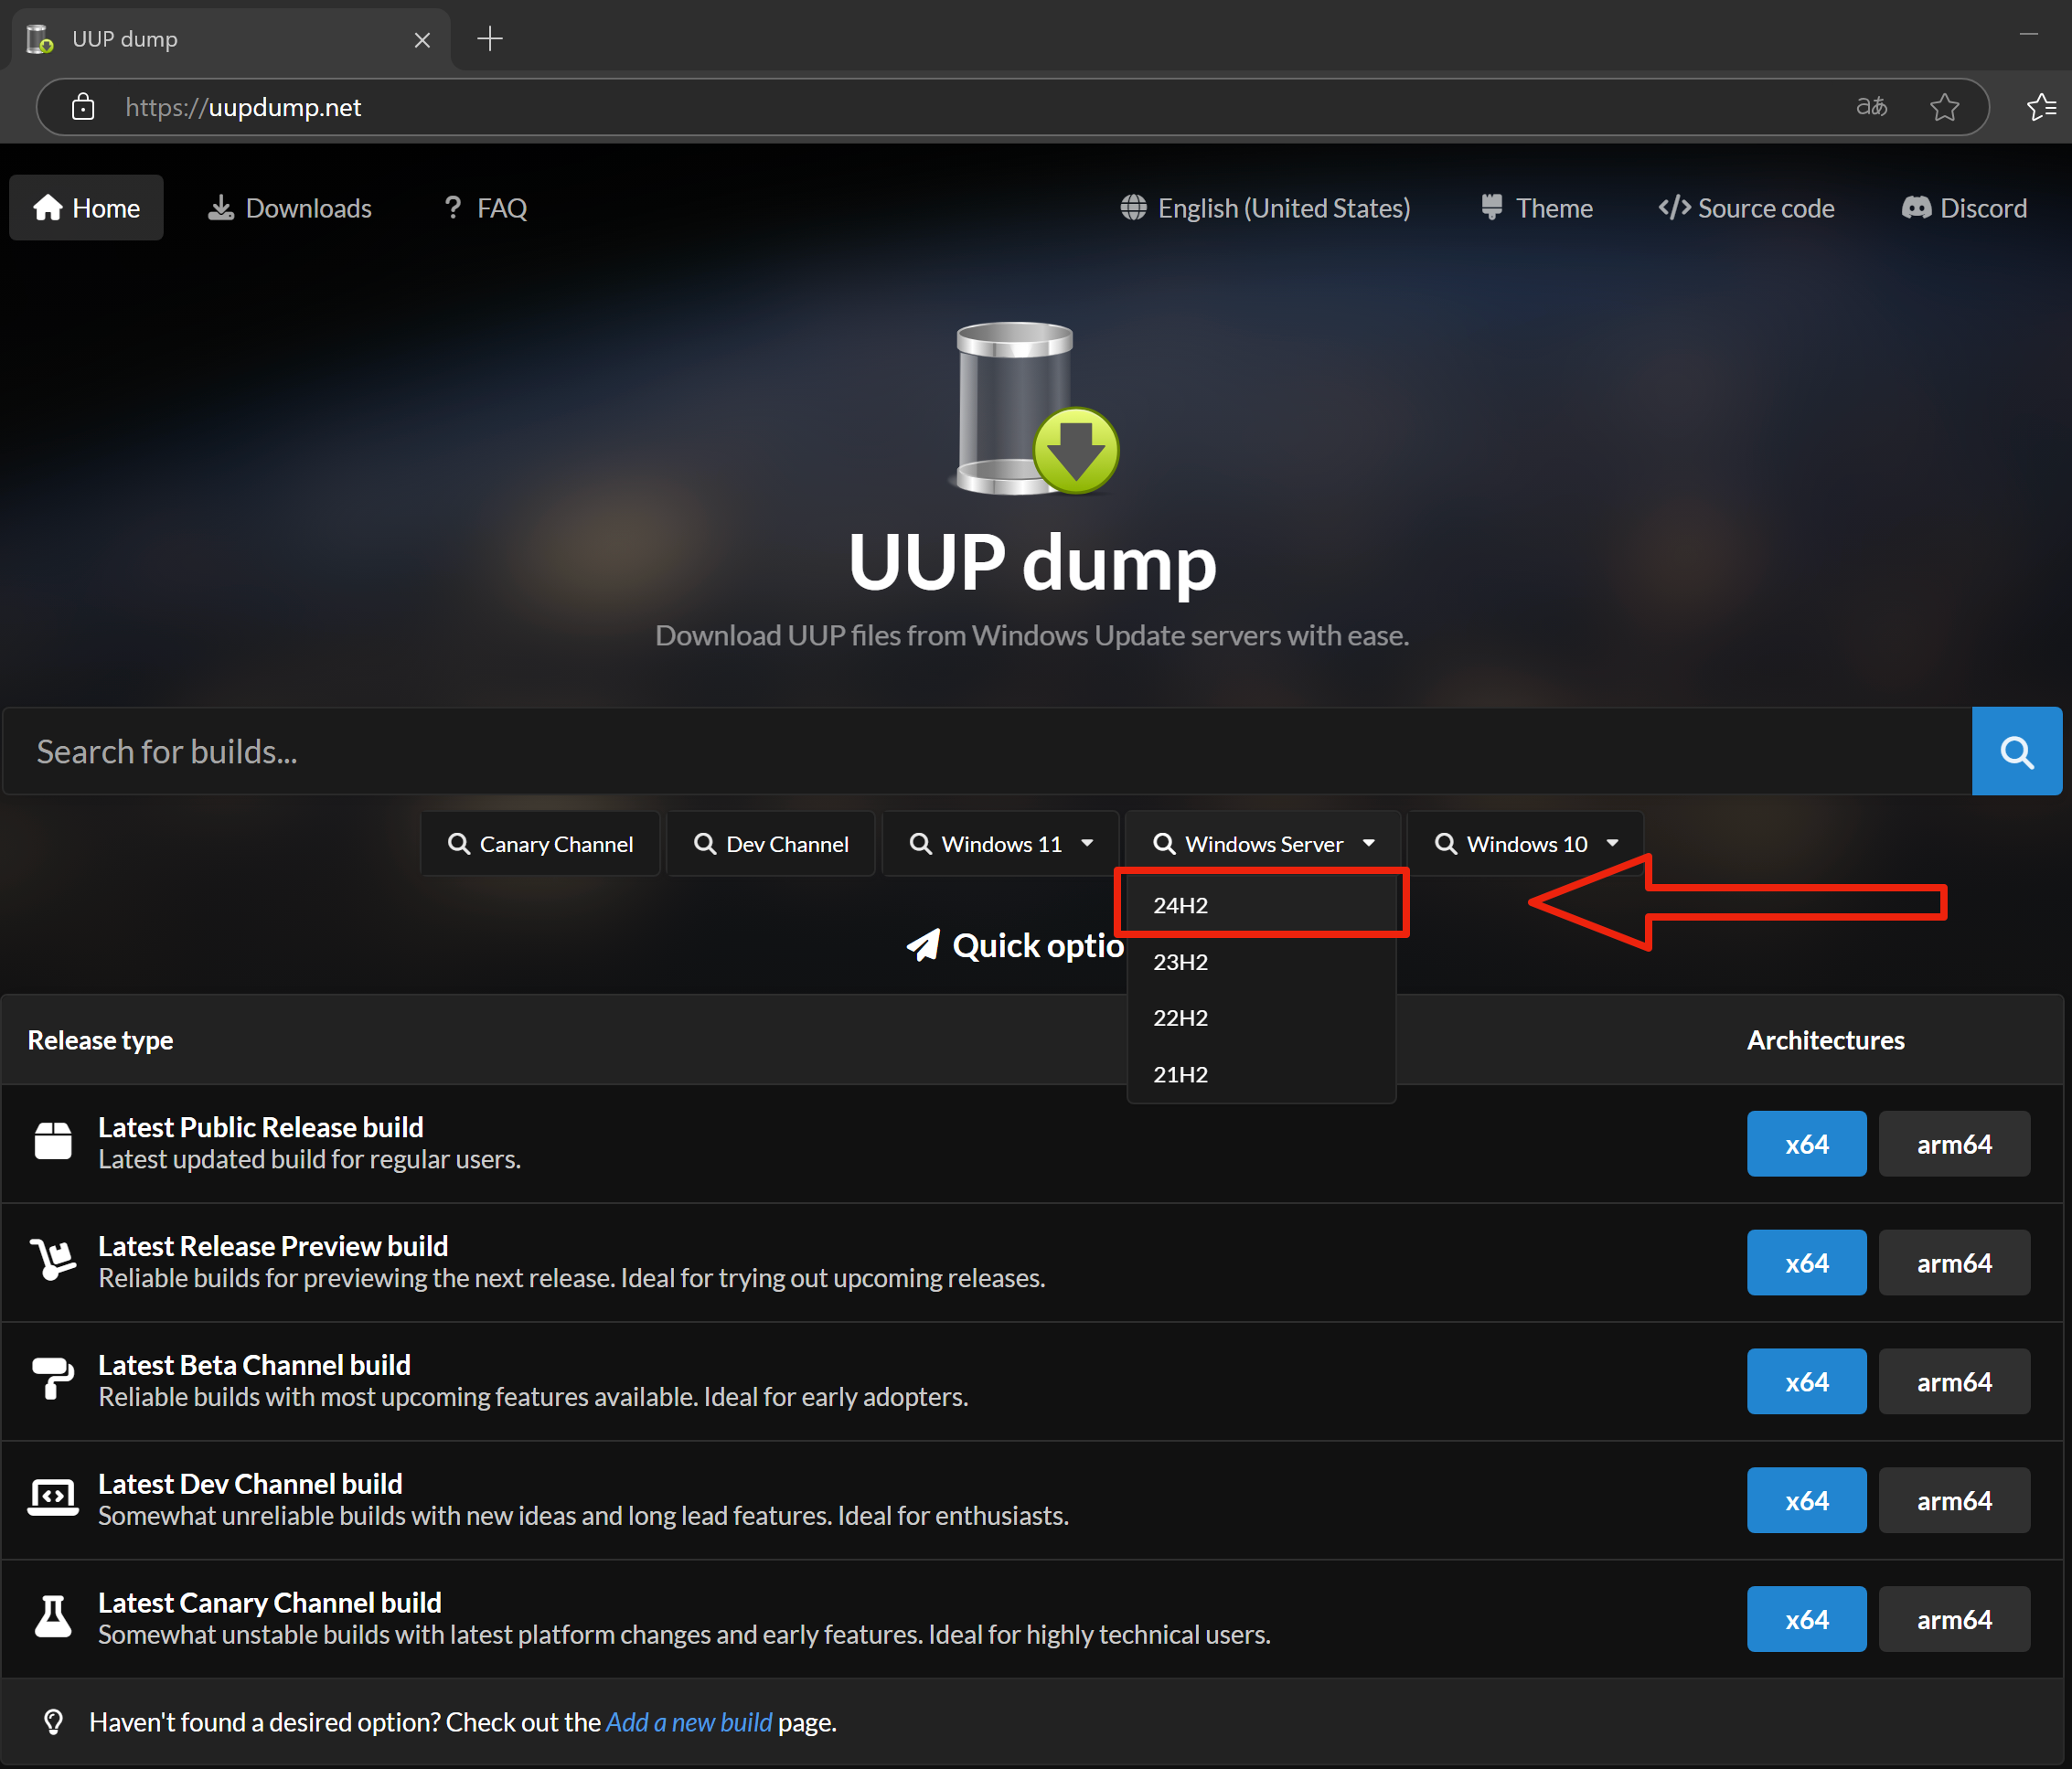 UUP dump
https://uupdump.net
aあ
Home
Downloads
? FAQ
English (United States)
Theme
</> Source code
Discord
UUP dump
Download UUP files from Windows Update servers with ease.
Search for builds...
Canary Channel
Dev Channel
Windows 11
Windows Server
Windows 10
24H2
23H2
22H2
21H2
Quick optio
Release type
Architectures
Latest Public Release build
Latest updated build for regular users.
x64
arm64
Latest Release Preview build
Reliable builds for previewing the next release. Ideal for trying out upcoming releases.
x64
arm64
Latest Beta Channel build
Reliable builds with most upcoming features available. Ideal for early adopters.
x64
arm64
Latest Dev Channel build
Somewhat unreliable builds with new ideas and long lead features. Ideal for enthusiasts.
x64
arm64
Latest Canary Channel build
Somewhat unstable builds with latest platform changes and early features. Ideal for highly technical users.
x64
arm64
Haven't found a desired option? Check out the Add a new build page.